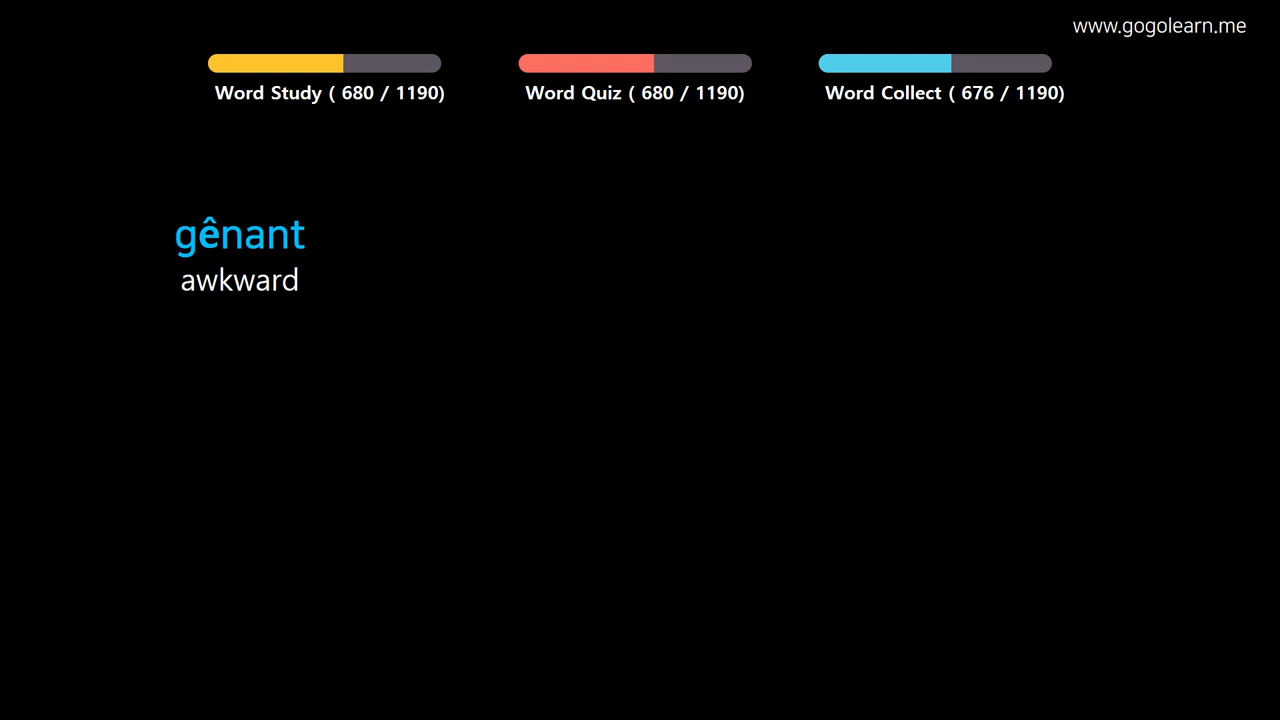 www.gogolearn.me
Word Study ( 680 / 1190)
Word Quiz ( 680 / 1190)
Word Collect ( 676 / 1190)
gênant
awkward